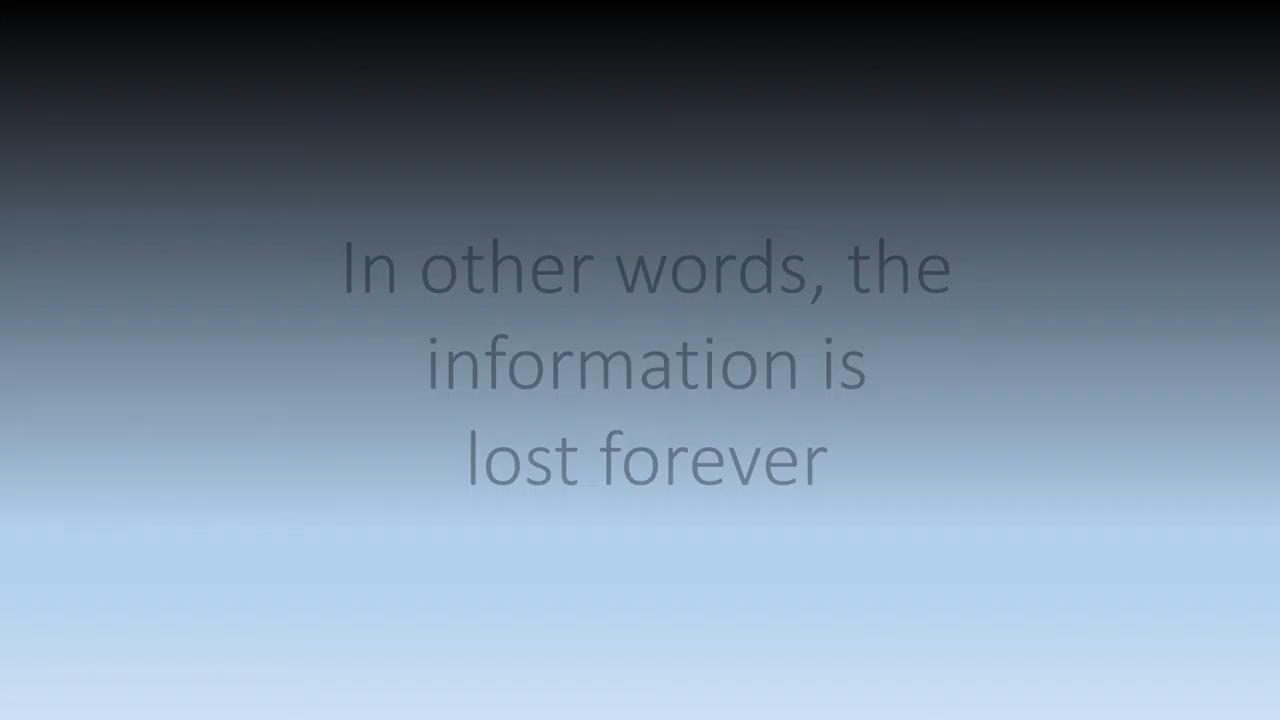 In other words, the
information is
lost forever